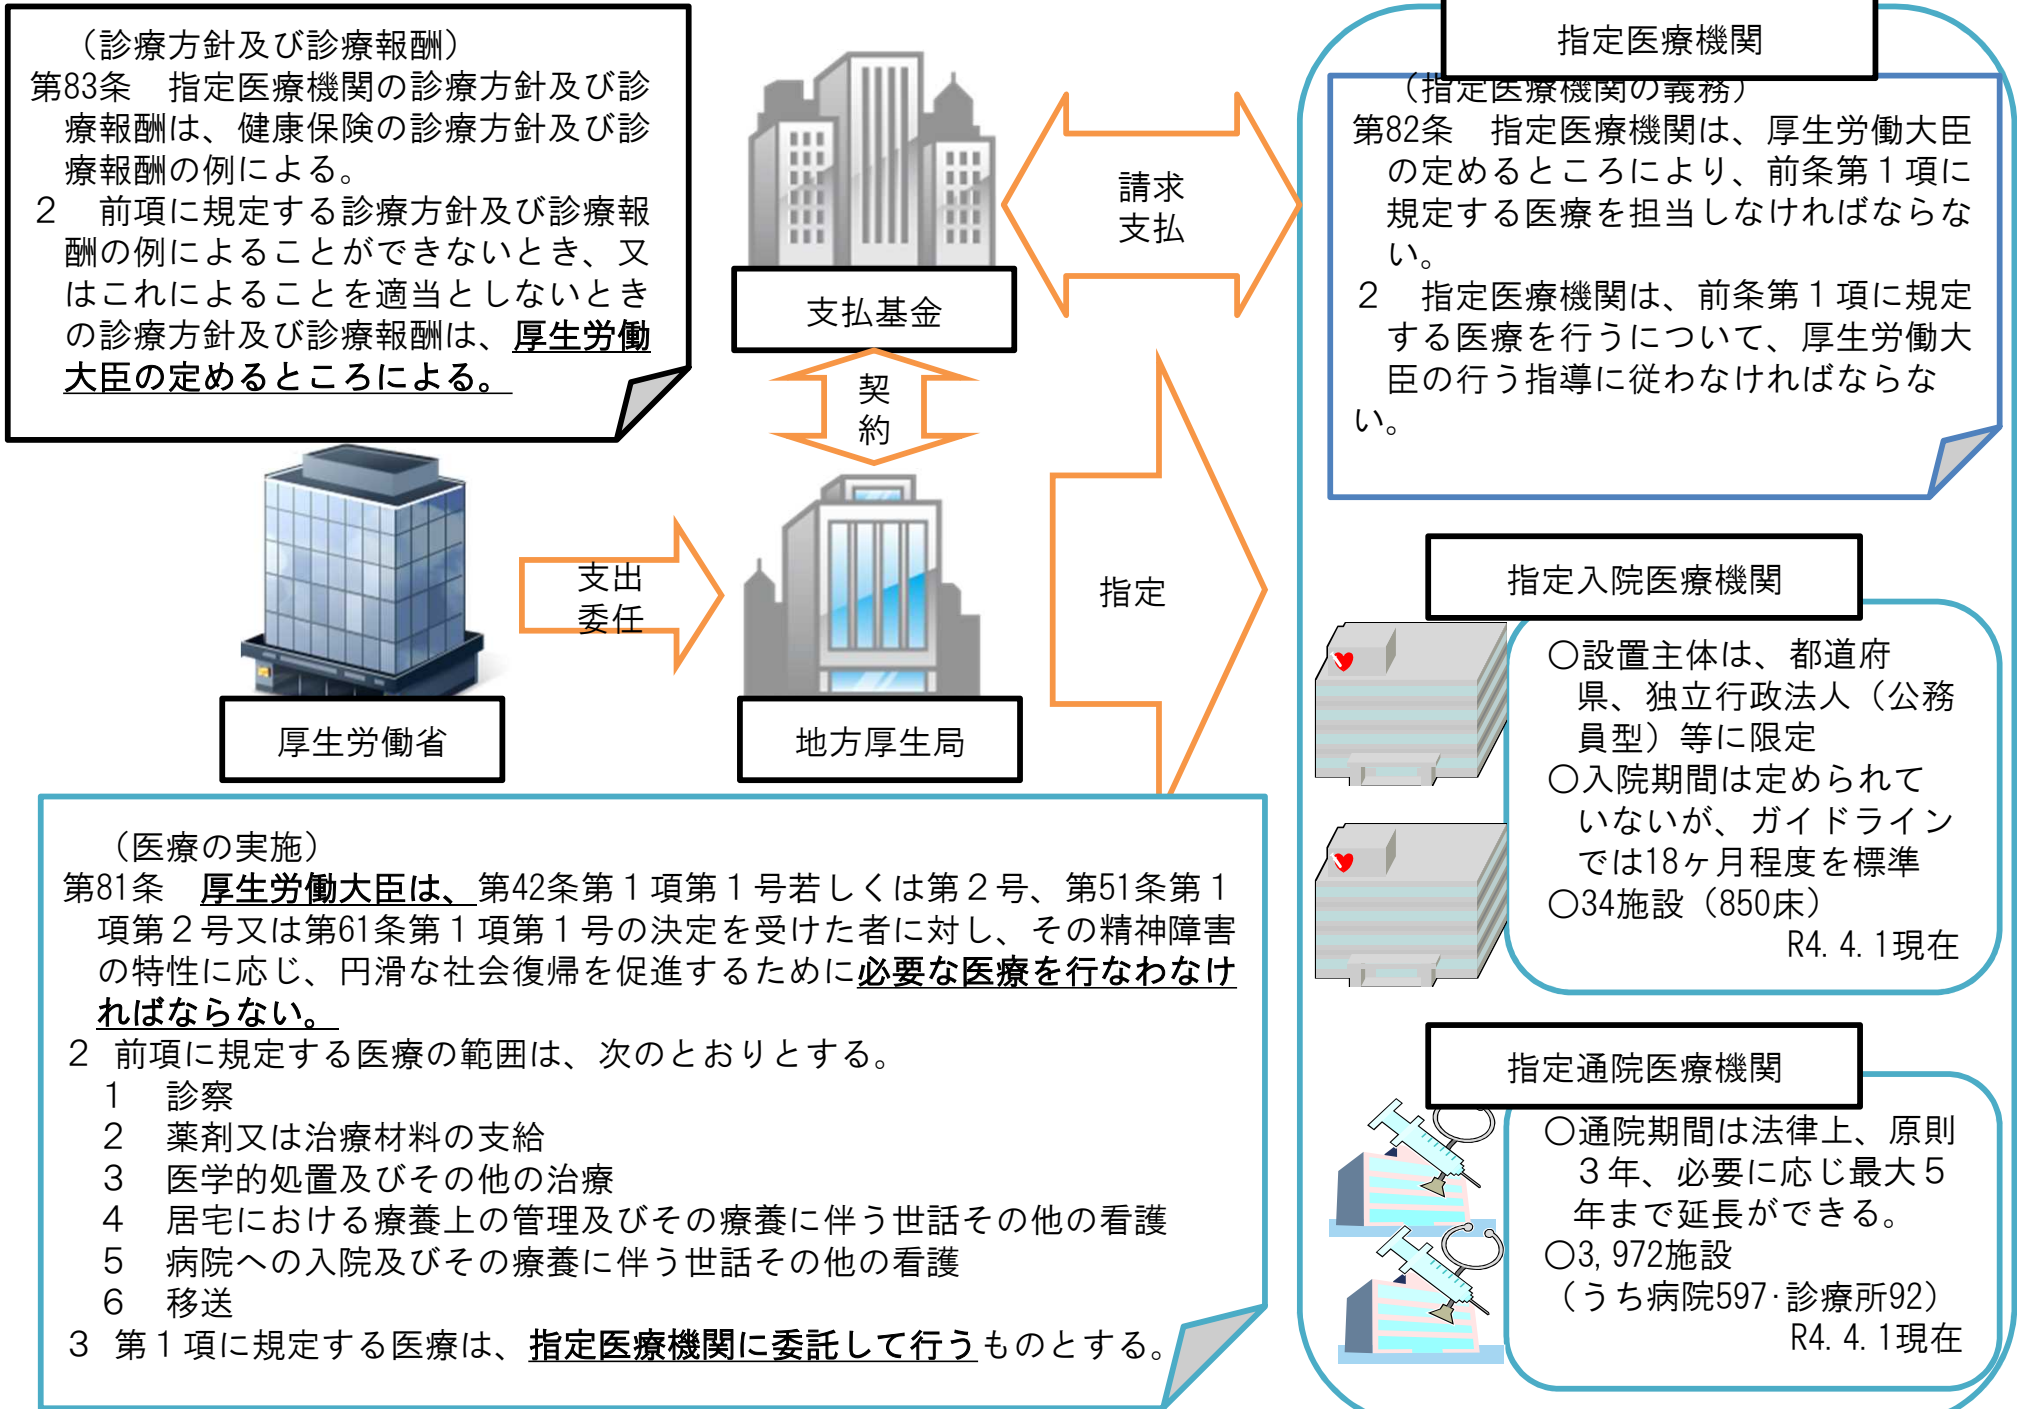 （診療方針及び診療報酬）
第83条　指定医療機関の診療方針及び診
療報酬は、健康保険の診療方針及び診
療報酬の例による。
２　前項に規定する診療方針及び診療報
酬の例によることができないとき、又
はこれによることを適当としないとき
の診療方針及び診療報酬は、厚生労働
大臣の定めるところによる。
支払基金
請求
支払
契
約
厚生労働省
支出
委任
地方厚生局
指定
（医療の実施）
第81条　厚生労働大臣は、第42条第１項第１号若しくは第２号、第51条第１
項第２号又は第61条第１項第１号の決定を受けた者に対し、その精神障害
の特性に応じ、円滑な社会復帰を促進するために必要な医療を行なわなけ
ればならない。
２ 前項に規定する医療の範囲は、次のとおりとする。
１　診察
２　薬剤又は治療材料の支給
３　医学的処置及びその他の治療
４　居宅における療養上の管理及びその療養に伴う世話その他の看護
５　病院への入院及びその療養に伴う世話その他の看護
６　移送
３ 第１項に規定する医療は、指定医療機関に委託して行うものとする。
指定医療機関
（指定医療機関の義務）
第82条　指定医療機関は、厚生労働大臣
の定めるところにより、前条第１項に
規定する医療を担当しなければならな
い。
２　指定医療機関は、前条第１項に規定
する医療を行うについて、厚生労働大
臣の行う指導に従わなければならな
い。
指定入院医療機関
○設置主体は、都道府
県、独立行政法人（公務
員型）等に限定
○入院期間は定められて
いないが、ガイドライン
では18ヶ月程度を標準
○34施設（850床）
R4.4.1現在
指定通院医療機関
○通院期間は法律上、原則
３年、必要に応じ最大５
年まで延長ができる。
○3,972施設
（うち病院597･診療所92）
R4.4.1現在